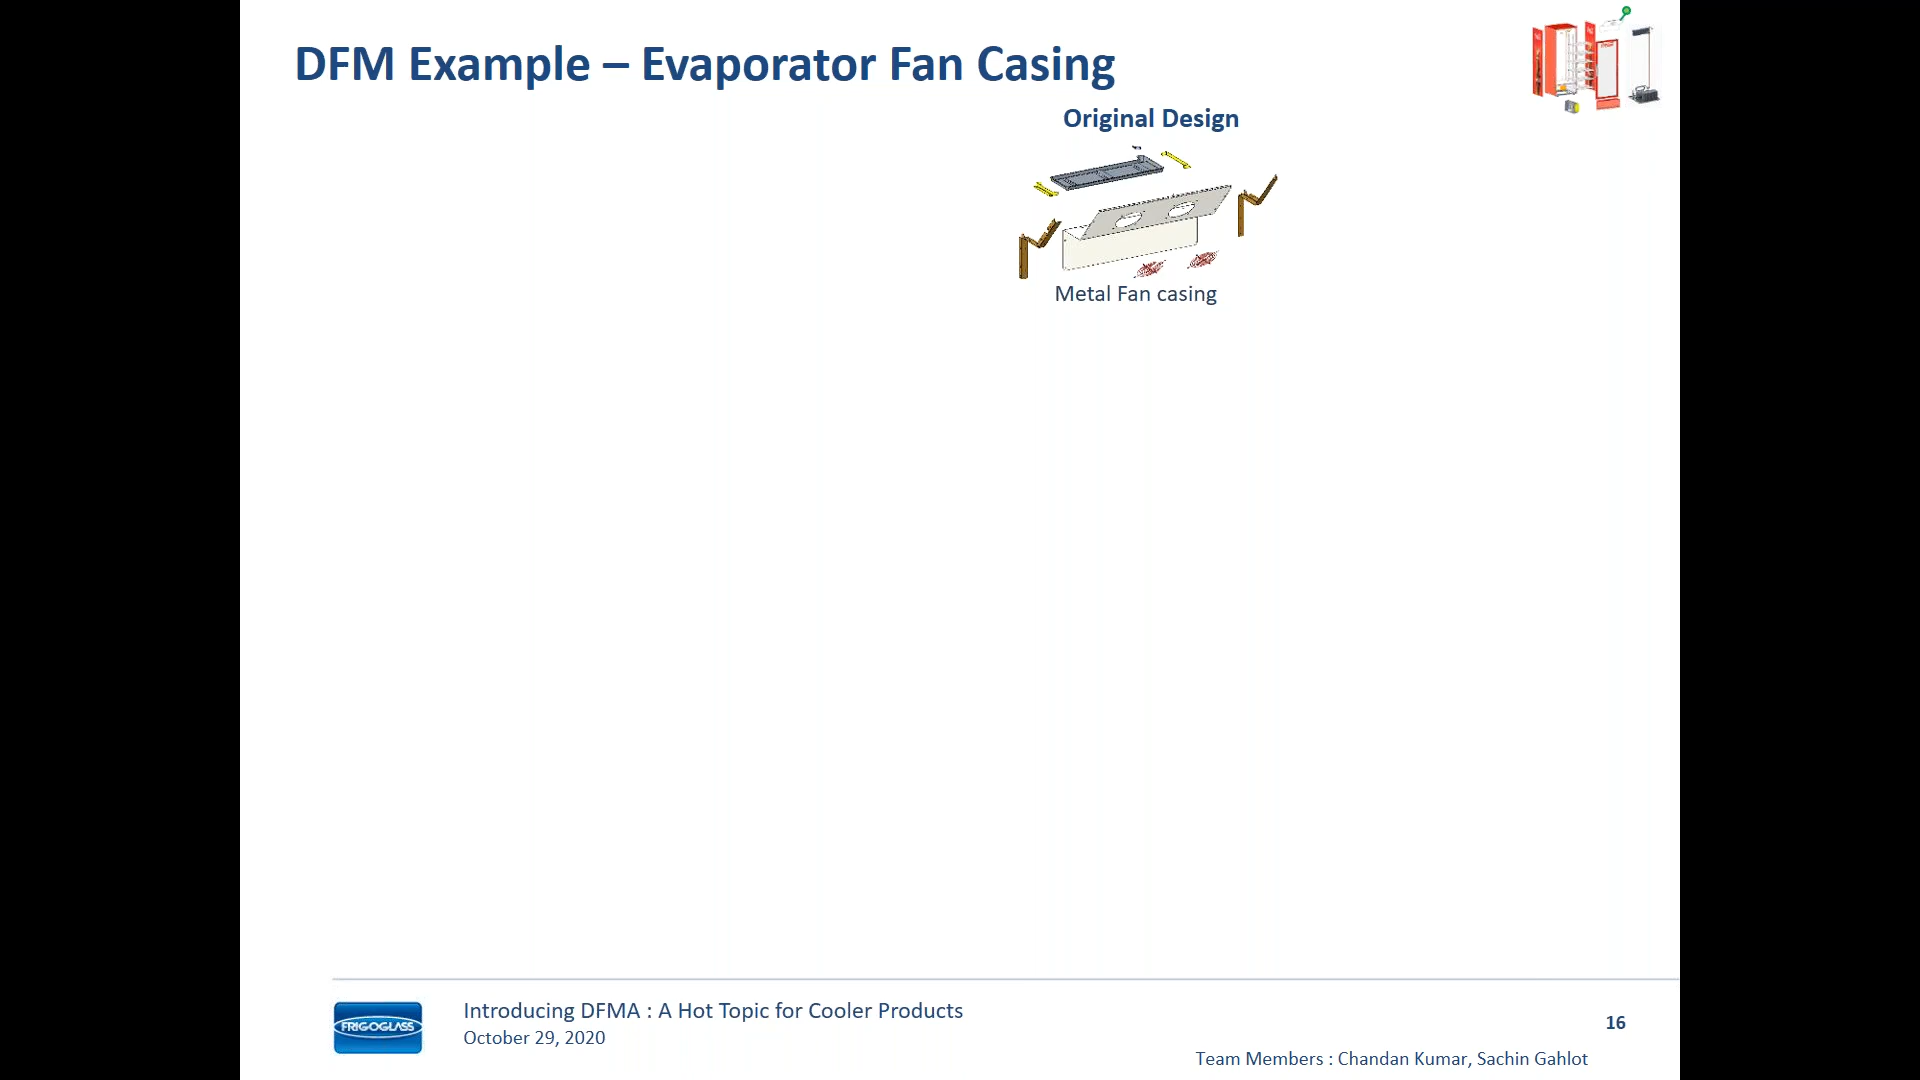 DFM Example – Evaporator Fan Casing
Original Design
Metal Fan casing
FRIGOGLASS
Introducing DFMA : A Hot Topic for Cooler Products
October 29, 2020
16
Team Members : Chandan Kumar, Sachin Gahlot